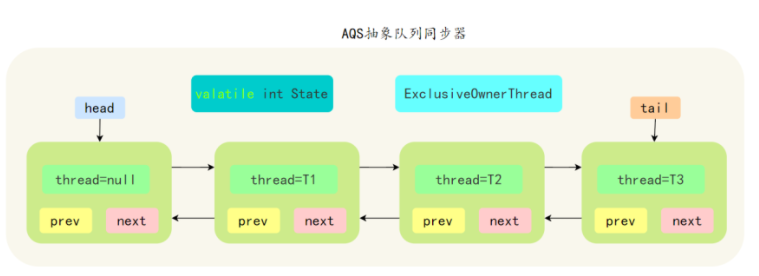 AQS抽象队列同步器
valatile int State
ExclusiveOwnerThread
head
tail
thread=null
thread=T1
thread=T2
thread=T3
prev
next
prev
next
prev
next
prev
next